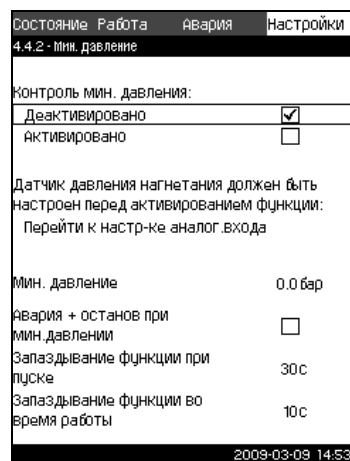 Состояние Работа Авария Настройки
4.4.2 - Мин. давление
Контроль мин. давления:
Деактивировано
Активировано
Датчик давления нагнетания должен быть
настроен перед активированием функции:
Перейти к настр-ке аналог.входа
Мин. давление 0.0 бар
Авария + останов при
мин.давлении
Запаздывание функции при
пуске 30 с
Запаздывание функции во
время работы 10 с
2009-03-09 14:53